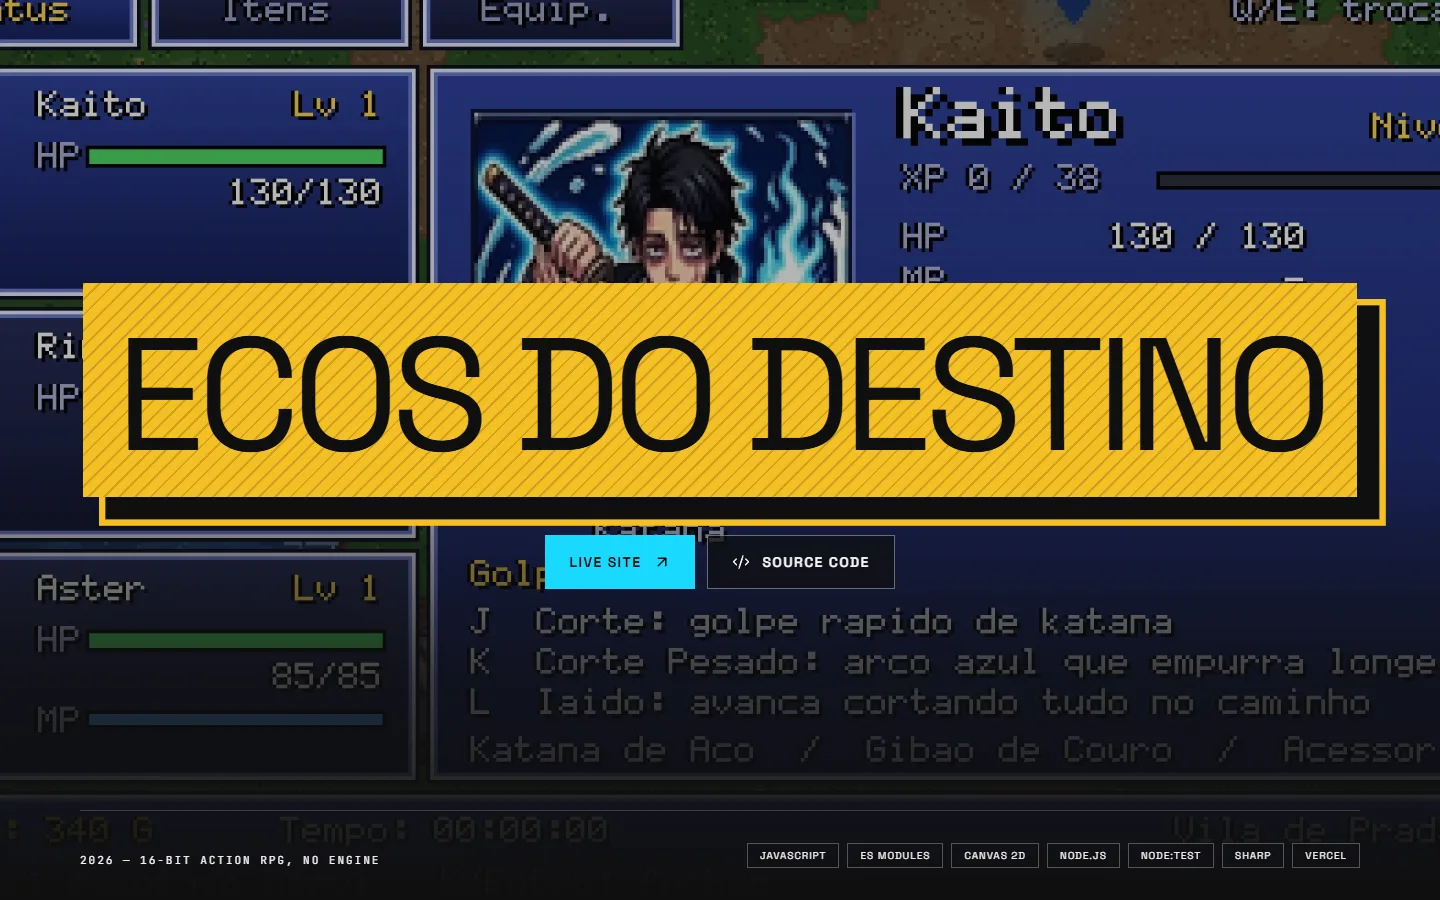 Itens
Equip.
Q/E:
Kaito Lv 1
HP
130/130
Kaito
XP 0 / 38
HP 130 / 130
MP
HP
ECOS DO DESTINO
Katana
LIVE SITE
</> SOURCE CODE
Aster Lv 1
HP
85/85
MP
J Corte: golpe rapido de katana
K Corte Pesado: arco azul que empurra longe
L Iaido: avanca cortando tudo no caminho
Katana de Aco / Gibao de Couro /
: 340 G Tempo: 00:00:00 Vila de
2026 — 16-BIT ACTION RPG, NO ENGINE
JAVASCRIPT
ES MODULES
CANVAS 2D
NODE.JS
NODE:TEST
SHARP
VERCEL